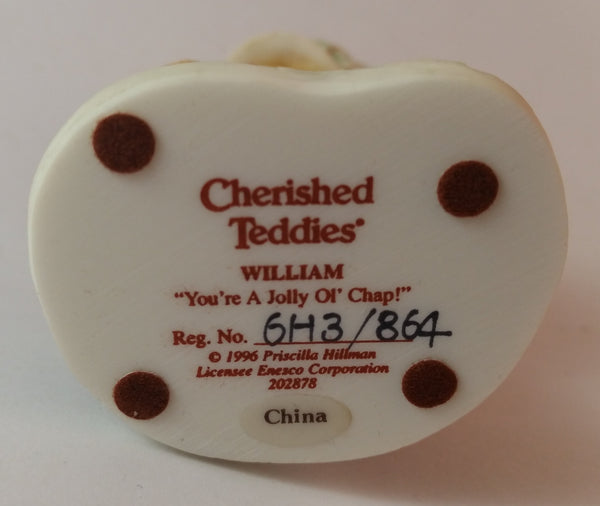 Cherished
Teddies®
WILLIAM
"You're A Jolly Ol' Chap!"
Reg. No. 6H3/864
© 1996 Priscilla Hillman
Licensee Enesco Corporation
202878
China